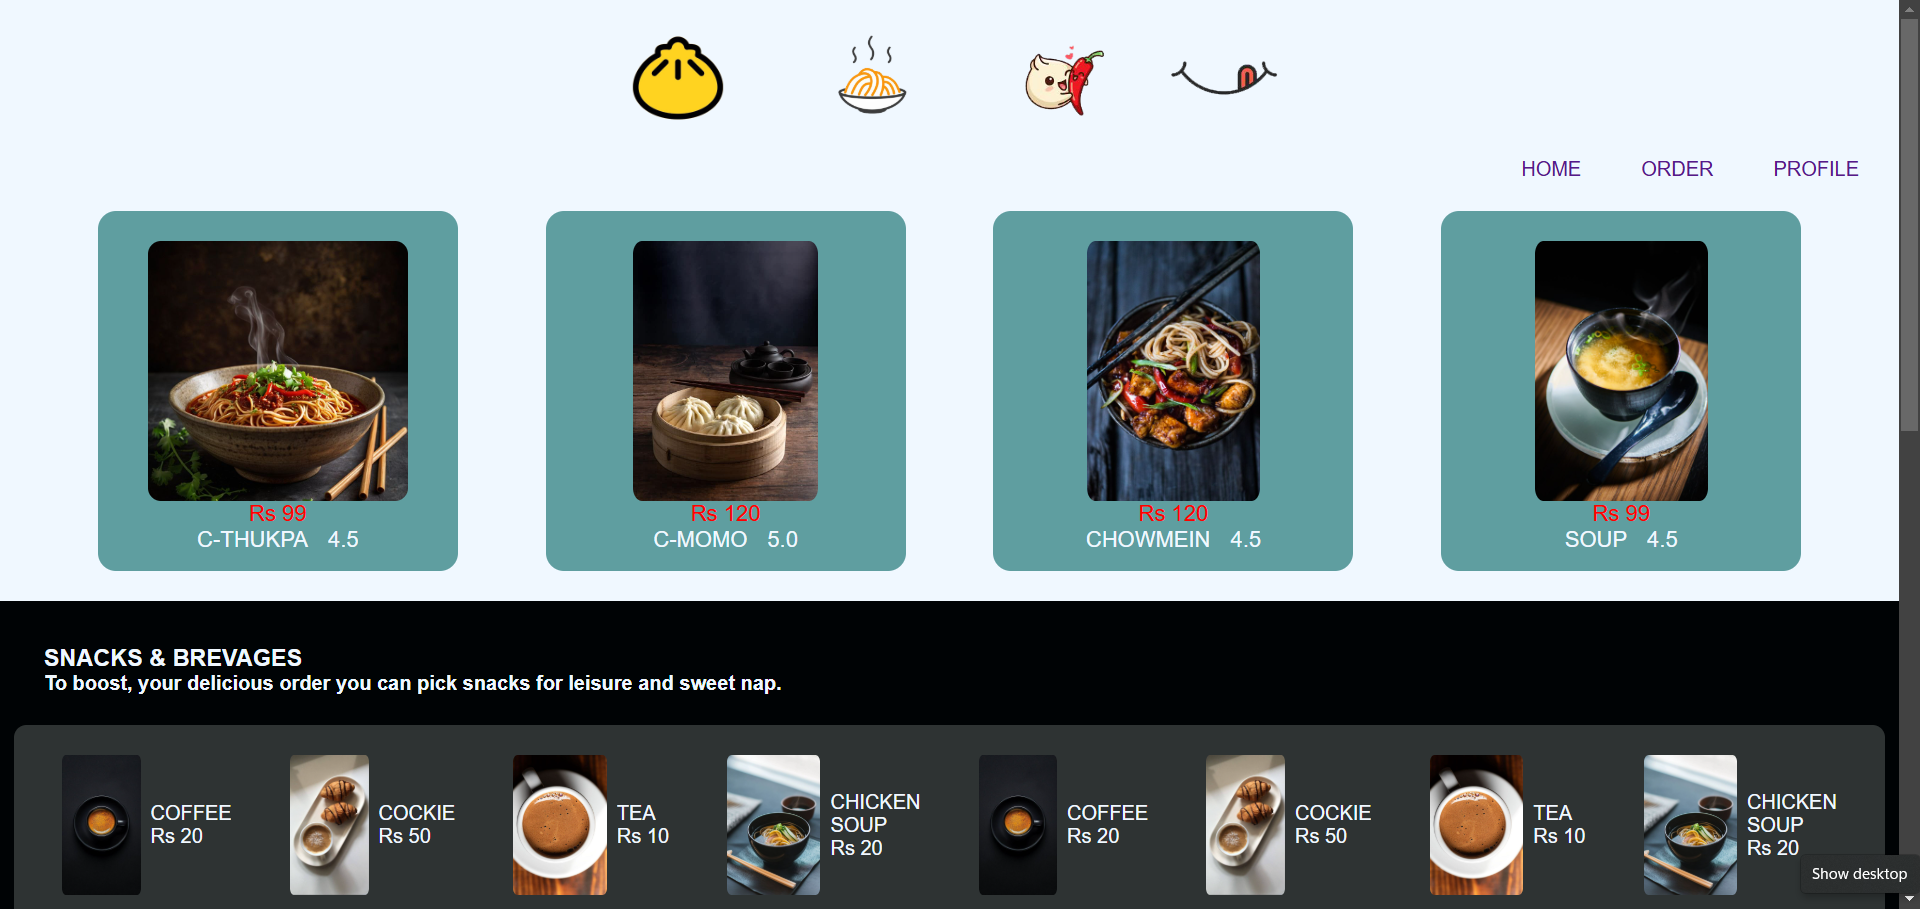 HOME ORDER PROFILE
Rs 99
C-THUKPA 4.5
Rs 120
C-MOMO 5.0
Rs 120
CHOWMEIN 4.5
Rs 99
SOUP 4.5
SNACKS & BREVAGES
To boost, your delicious order you can pick snacks for leisure and sweet nap.
COFFEE
Rs 20
COCKIE
Rs 50
TEA
Rs 10
CHICKEN
SOUP
Rs 20
COFFEE
Rs 20
COCKIE
Rs 50
TEA
Rs 10
CHICKEN
SOUP
Rs 20
Show desktop